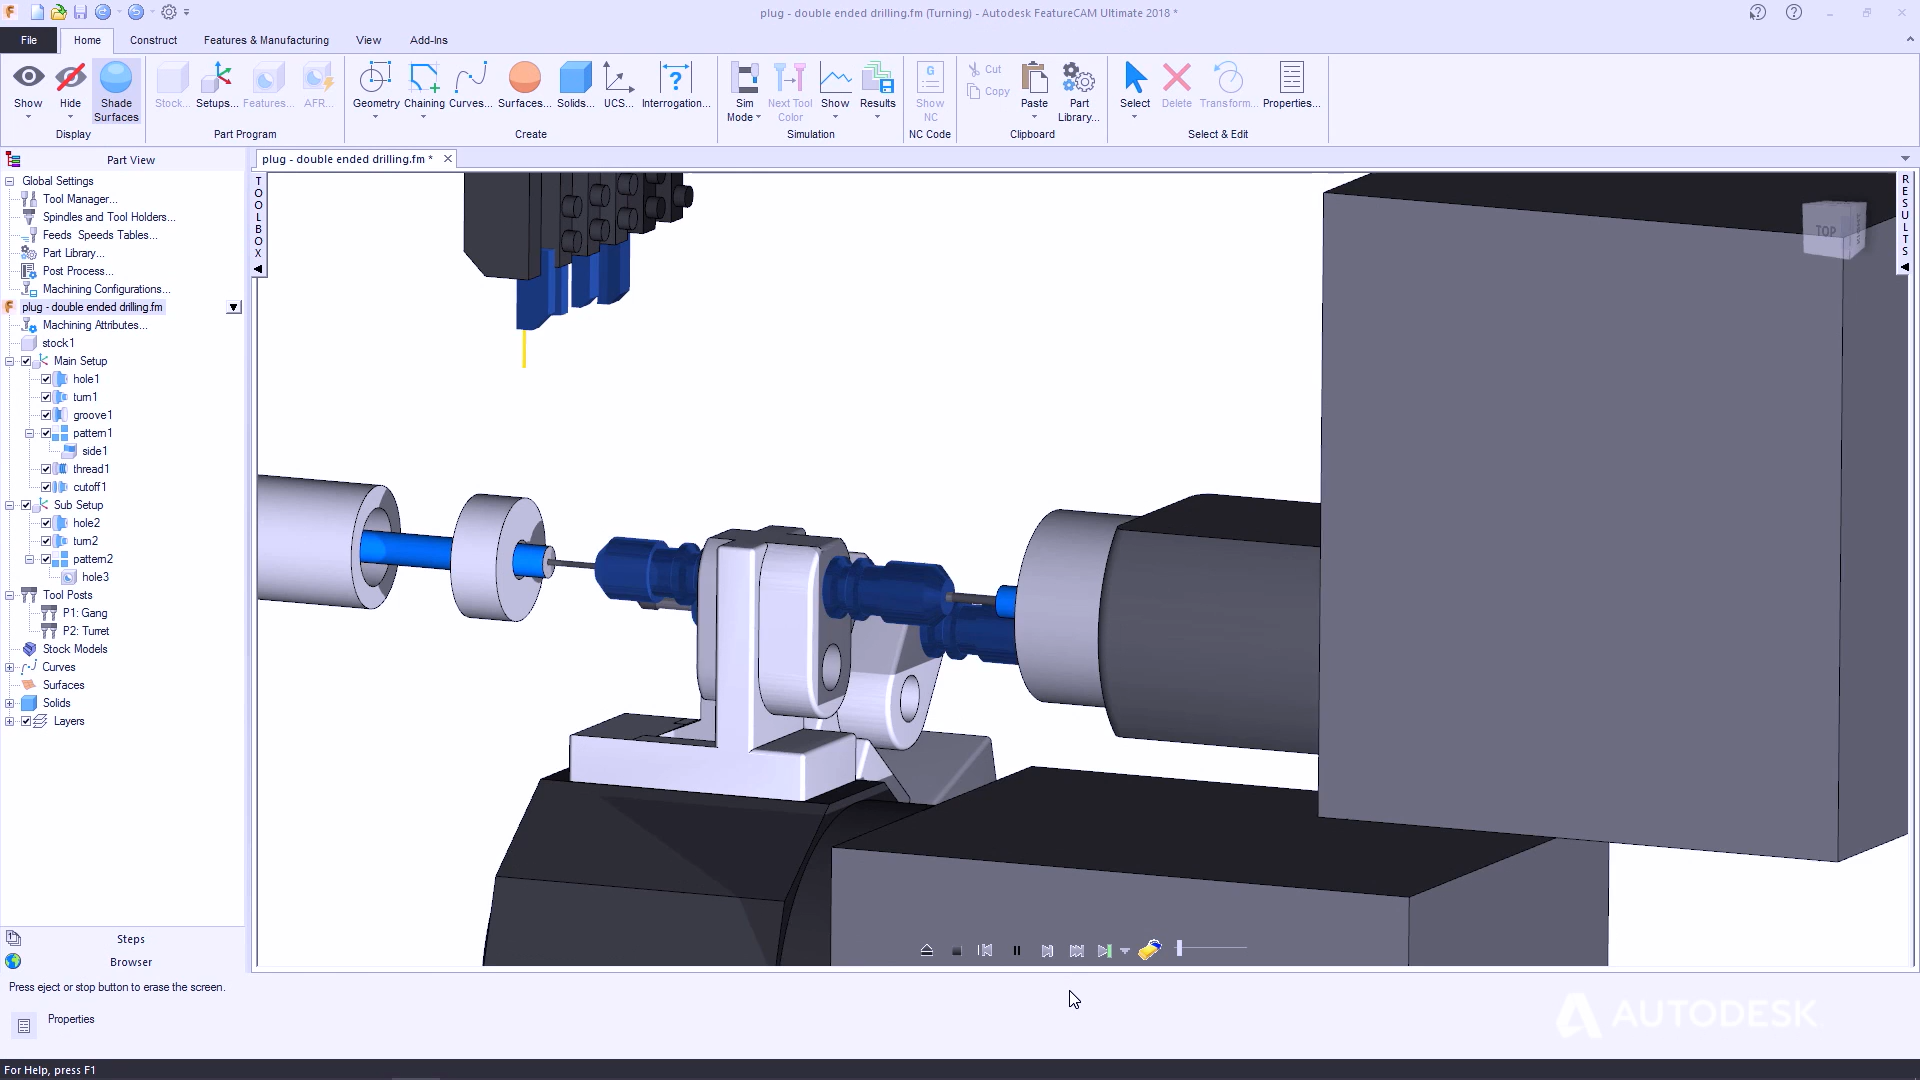 plug - double ended drilling.fm (Turning) - Autodesk FeatureCAM Ultimate 2018 *
File Home Construct Features & Manufacturing View Add-Ins
Show Hide Shade Surfaces Stock... Setups... Features... AFR... Geometry Chaining Curves... Surfaces... Solids... UCS... Interrogation... Sim Mode Next Tool Color Show Results Show NC Cut Copy Paste Part Library... Select Delete Transform... Properties...
Display Part Program Create Simulation NC Code Clipboard Select & Edit
Part View
plug - double ended drilling.fm *
TOOLBOX
RESULTS
TOP
Global Settings
Tool Manager...
Spindles and Tool Holders...
Feeds Speeds Tables...
Part Library...
Post Process...
Machining Configurations...
plug - double ended drilling.fm
Machining Attributes...
stock1
Main Setup
hole1
turn1
groove1
pattern1
side1
thread1
cutoff1
Sub Setup
hole2
turn2
pattern2
hole3
Tool Posts
P1: Gang
P2: Turret
Stock Models
Curves
Surfaces
Solids
Layers
Steps
Browser
Press eject or stop button to erase the screen.
Properties
AUTODESK
For Help, press F1